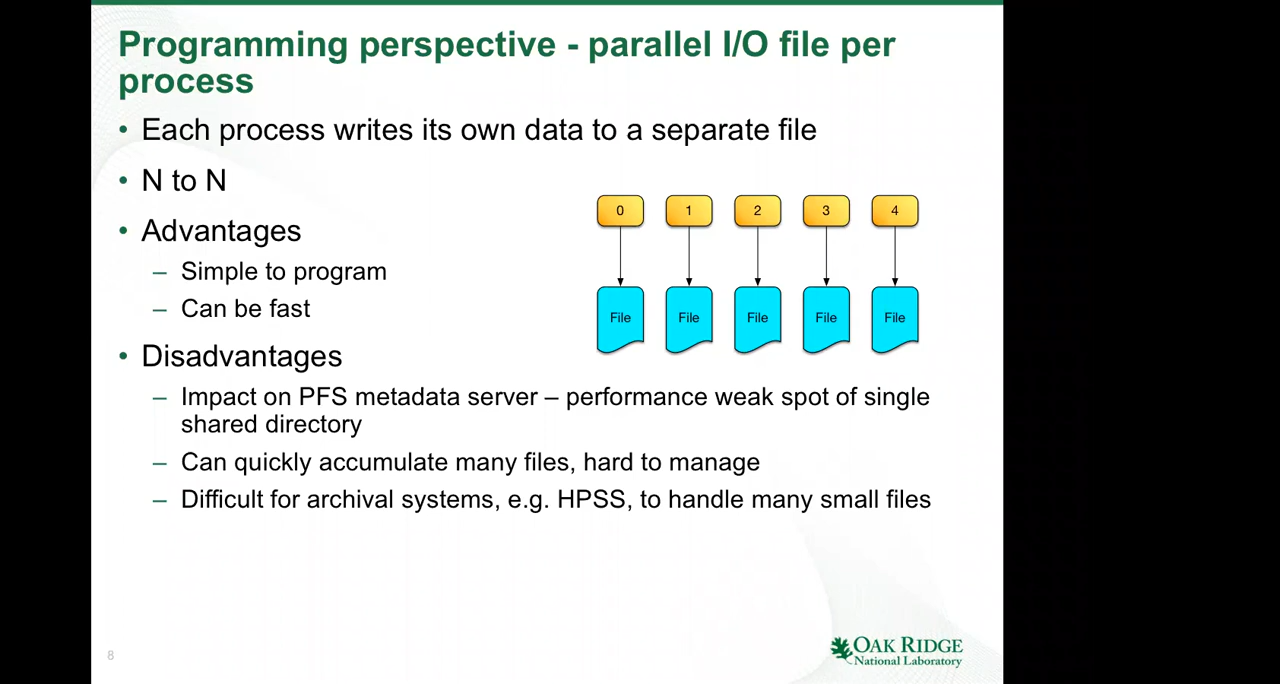 Programming perspective - parallel I/O file per
process
• Each process writes its own data to a separate file
• N to N
• Advantages
– Simple to program
– Can be fast
• Disadvantages
– Impact on PFS metadata server – performance weak spot of single
shared directory
– Can quickly accumulate many files, hard to manage
– Difficult for archival systems, e.g. HPSS, to handle many small files
0 1 2 3 4
File File File File File
8
OAK RIDGE
National Laboratory